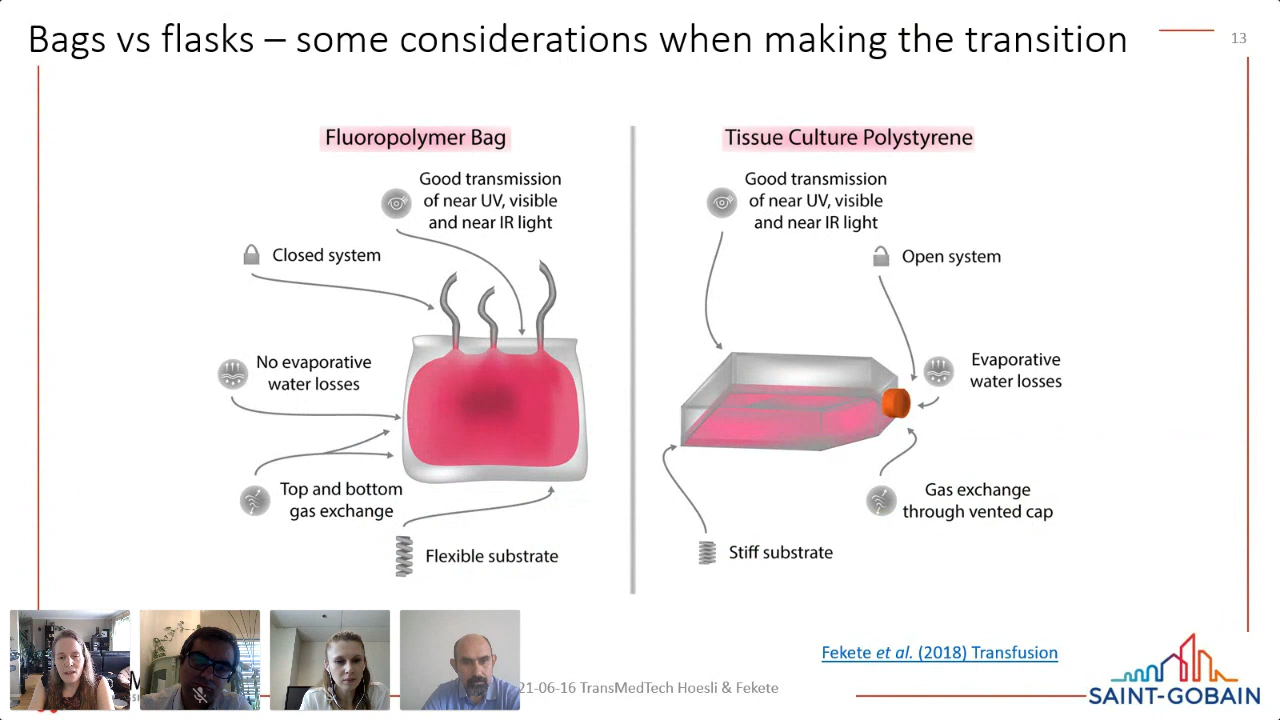 Bags vs flasks – some considerations when making the transition
13
Fluoropolymer Bag
Good transmission
of near UV, visible
and near IR light
Closed system
No evaporative
water losses
Top and bottom
gas exchange
Flexible substrate
Tissue Culture Polystyrene
Good transmission
of near UV, visible
and near IR light
Open system
Evaporative
water losses
Gas exchange
through vented cap
Stiff substrate
Fekete et al. (2018) Transfusion
21-06-16 TransMedTech Hoesli & Fekete
SAINT-GOBAIN